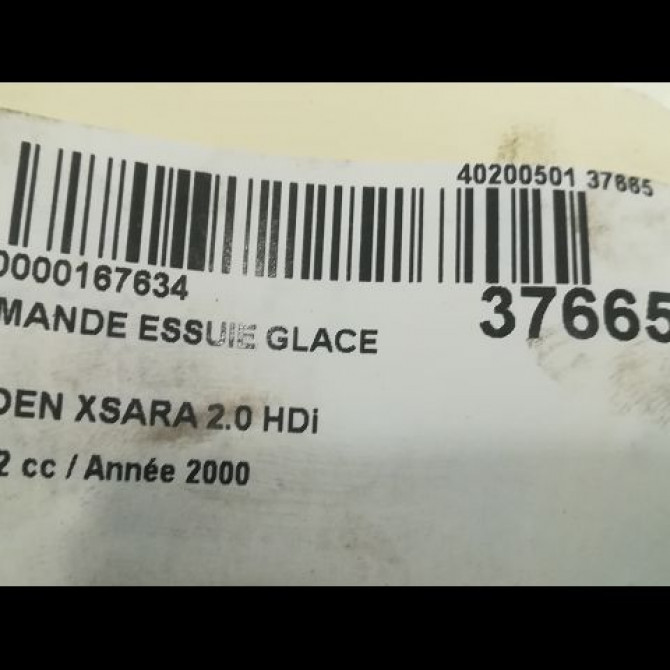 40200501 37665
0000167634
37665
MANDE ESSUIE GLACE
DEN XSARA 2.0 HDi
2 cc / Année 2000